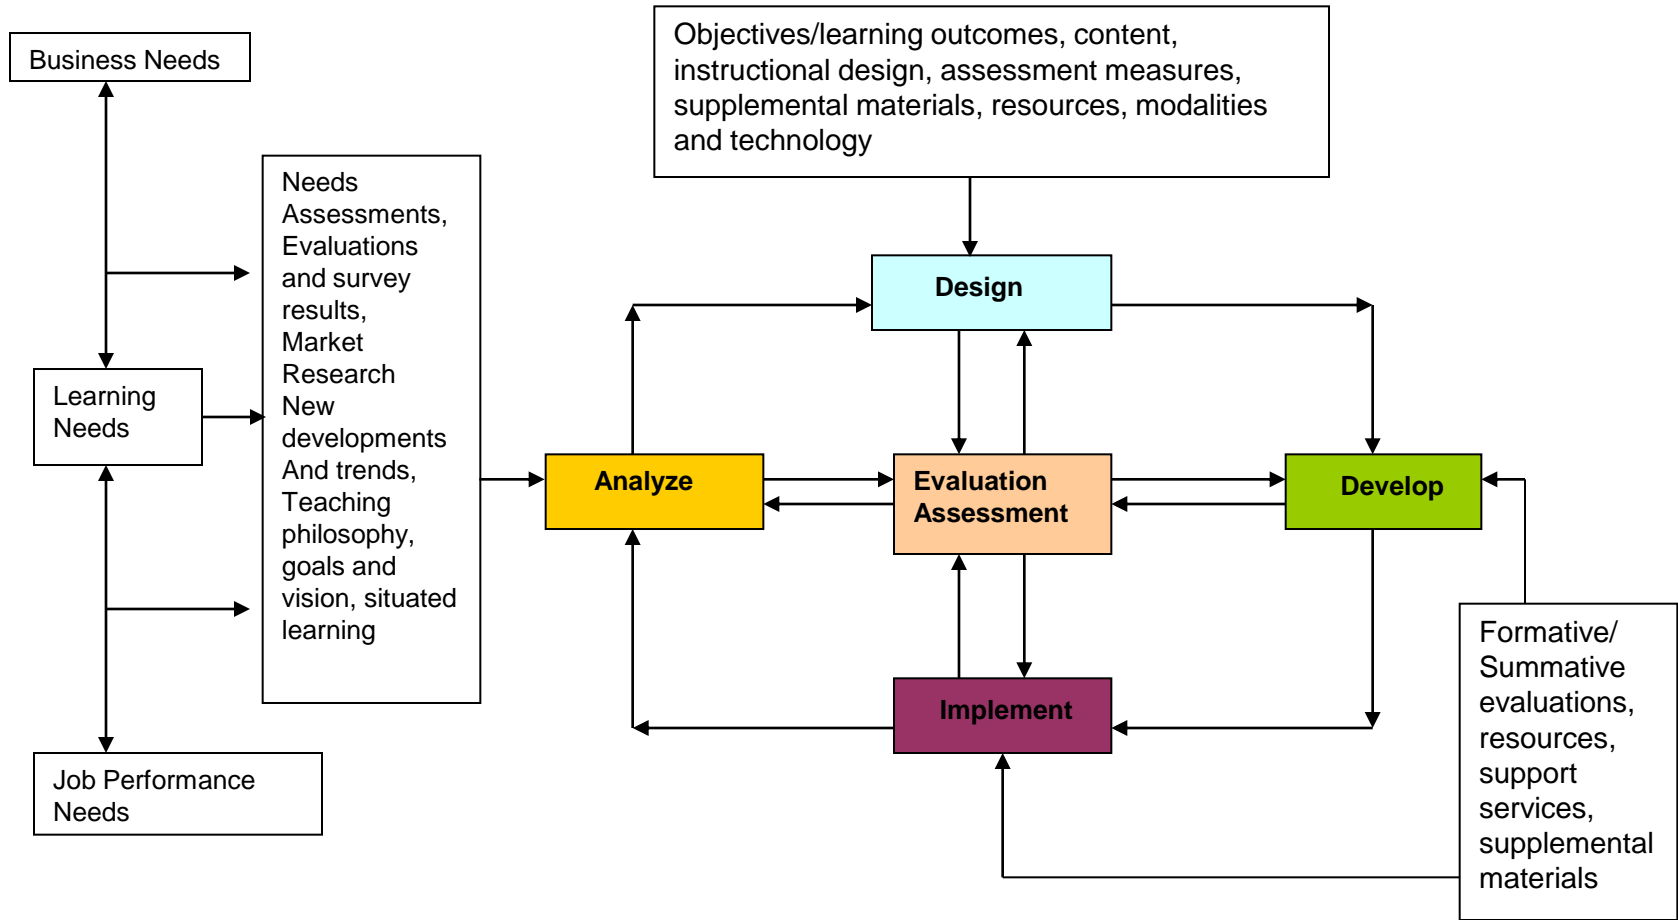 Business Needs
Objectives/learning outcomes, content,
instructional design, assessment measures,
supplemental materials, resources, modalities
and technology
Needs
Assessments,
Evaluations
and survey
results,
Market
Research
New
developments
And trends,
Teaching
philosophy,
goals and
vision, situated
learning
Learning
Needs
Job Performance
Needs
Design
Analyze
Evaluation
Assessment
Develop
Implement
Formative/
Summative
evaluations,
resources,
support
services,
supplemental
materials